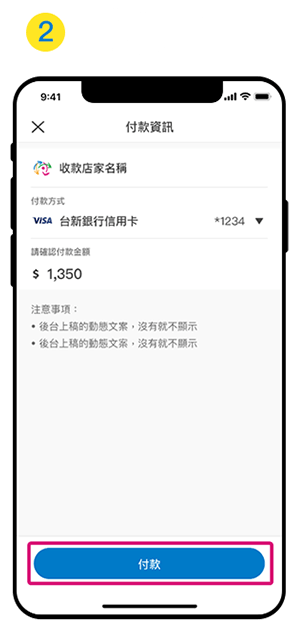 2
9:41
付款資訊
收款店家名稱
付款方式
VISA 台新銀行信用卡 *1234 ▼
請確認付款金額
$ 1,350
注意事項：
• 後台上稿的動態文案，沒有就不顯示
• 後台上稿的動態文案，沒有就不顯示
付款